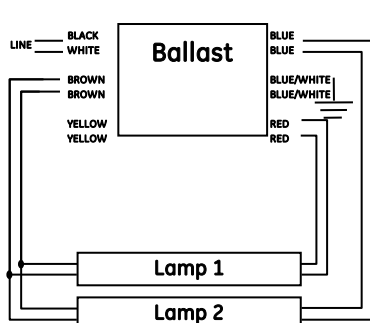 BLACK
LINE
WHITE
BROWN
BROWN
YELLOW
YELLOW
Ballast
BLUE
BLUE
BLUE/WHITE
BLUE/WHITE
RED
RED
Lamp 1
Lamp 2